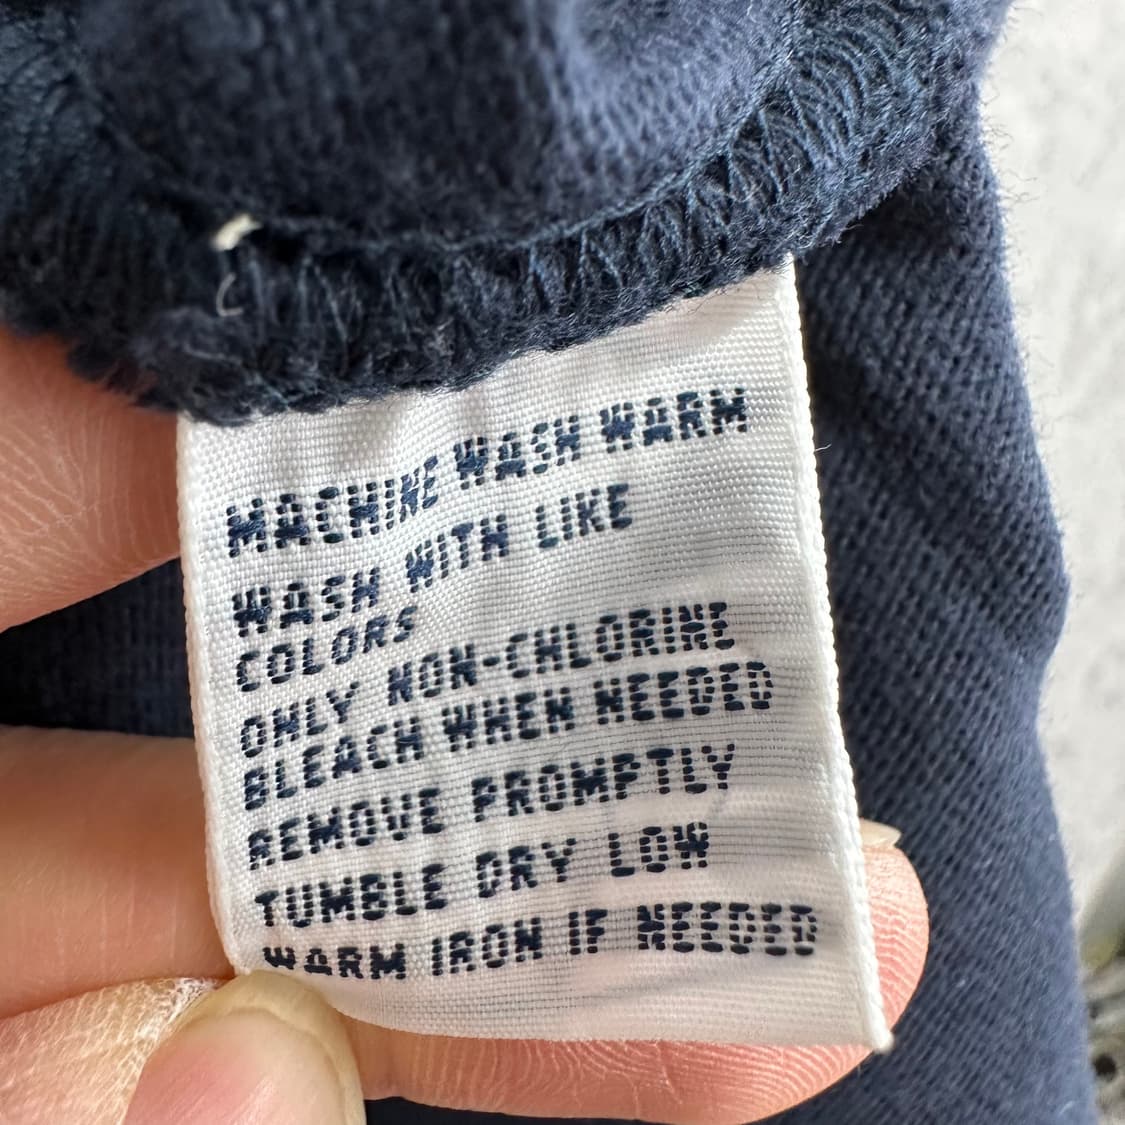 MACHINE WASH WARM
WASH WITH LIKE
COLORS
ONLY NON-CHLORINE
BLEACH WHEN NEEDED
REMOVE PROMPTLY
TUMBLE DRY LOW
WARM IRON IF NEEDED